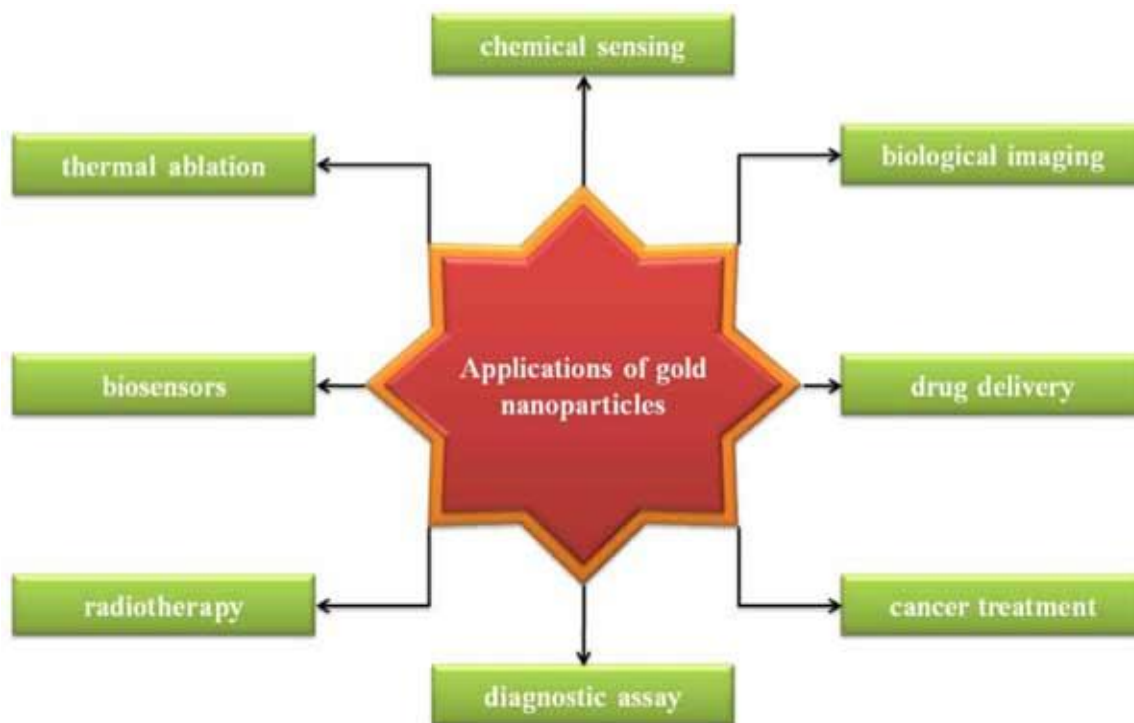 chemical sensing
thermal ablation
biological imaging
Applications of gold
nanoparticles
biosensors
drug delivery
radiotherapy
cancer treatment
diagnostic assay